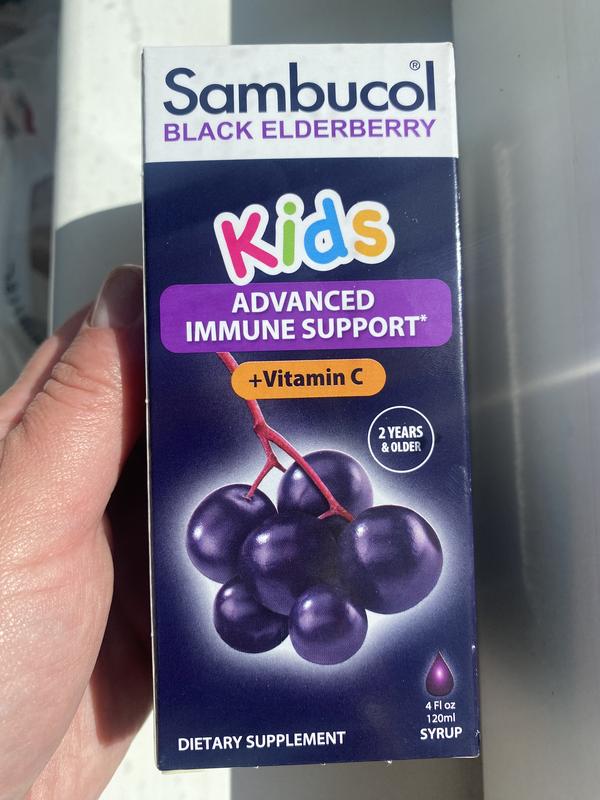 Sambucol®
BLACK ELDERBERRY
Kids
ADVANCED
IMMUNE SUPPORT*
+Vitamin C
2 YEARS
& OLDER
4 Fl oz
120ml
SYRUP
DIETARY SUPPLEMENT